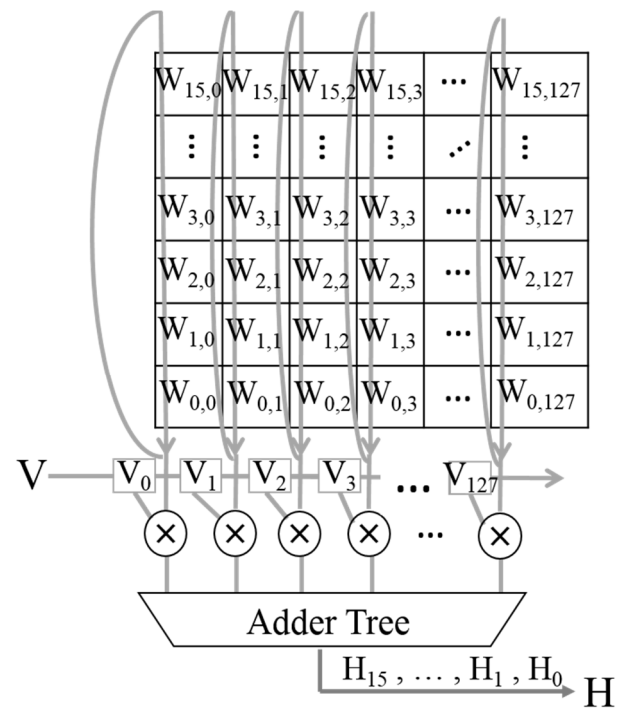 W15,0 W15,1 W15,2 W15,3 ... W15,127
W3,0 W3,1 W3,2 W3,3 ... W3,127
W2,0 W2,1 W2,2 W2,3 ... W2,127
W1,0 W1,1 W1,2 W1,3 ... W1,127
W0,0 W0,1 W0,2 W0,3 ... W0,127
V V0 V1 V2 V3 ... V127
× × × × ... ×
Adder Tree
H15 , ... , H1 , H0
H